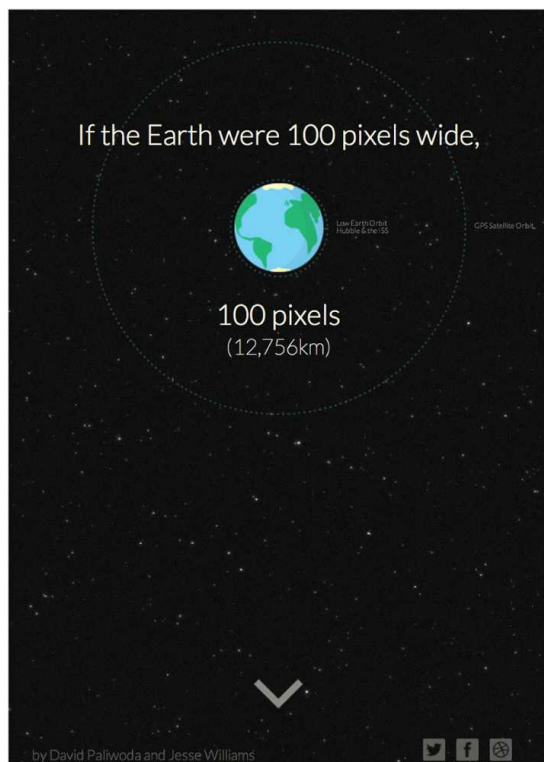 If the Earth were 100 pixels wide,
Low Earth Orbit
Hubble & the ISS
GPS Satellite Orbit
100 pixels
(12,756km)
by David Paliwoda and Jesse Williams